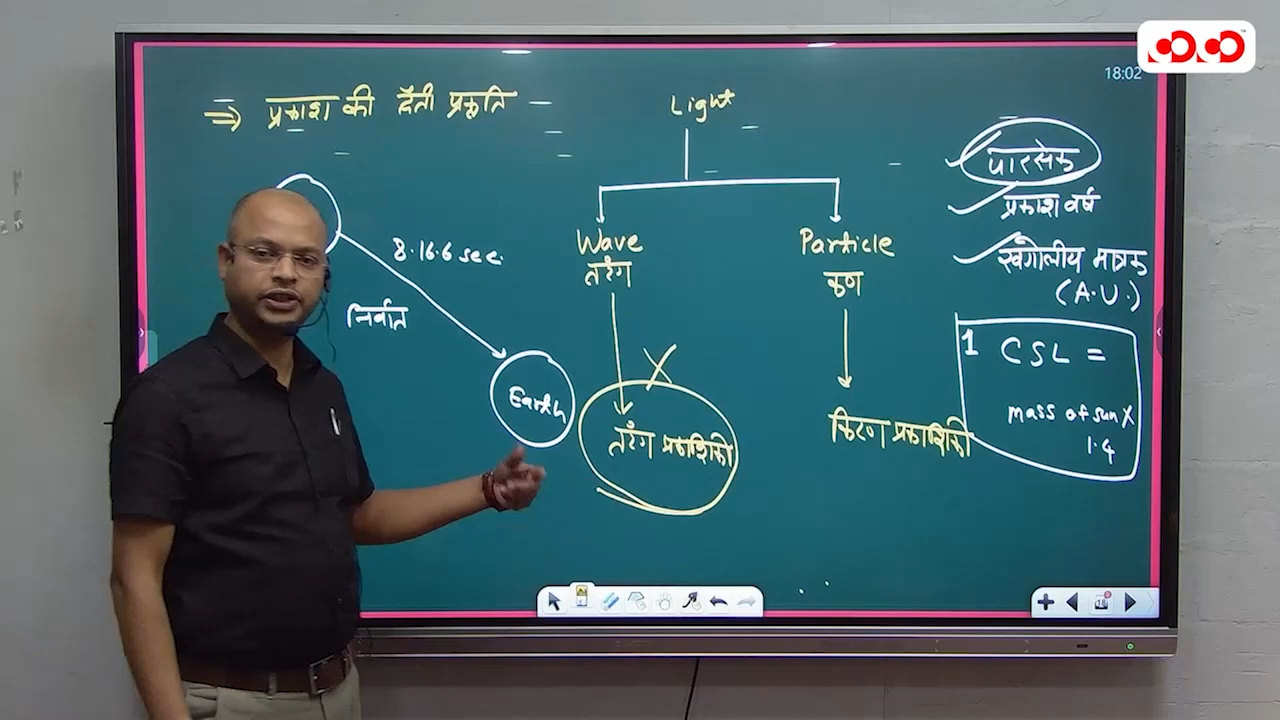 18:02
⇒ प्रकाश की दैती प्रकृति
Light
पारसेक
प्रकाश वर्ष
खगोलीय मात्रक
(A.U.)
Wave
तरंग
Particle
कण
8.16.6 sec.
निर्वात
Earth
X
तरंग प्रकाशिकी
किरण प्रकाशिकी
1 CSL =
mass of sun X
1.4